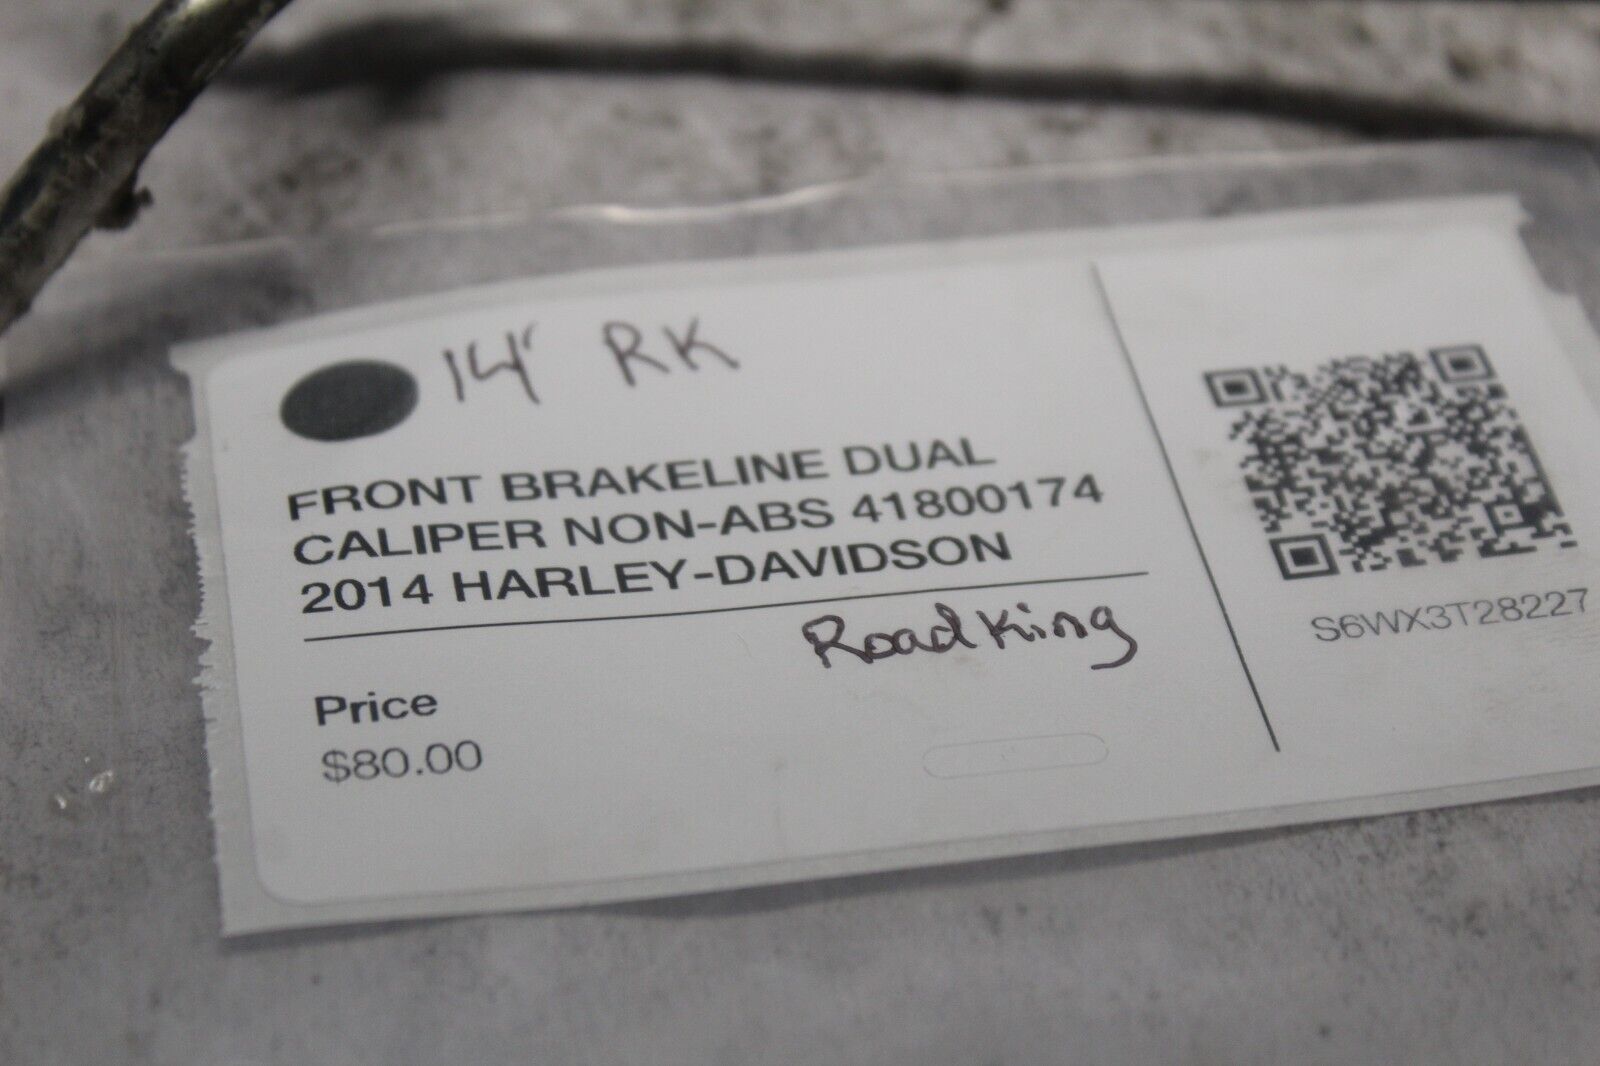 14' RK
FRONT BRAKELINE DUAL
CALIPER NON-ABS 41800174
2014 HARLEY-DAVIDSON
Road King
Price
$80.00
S6WX3T28227